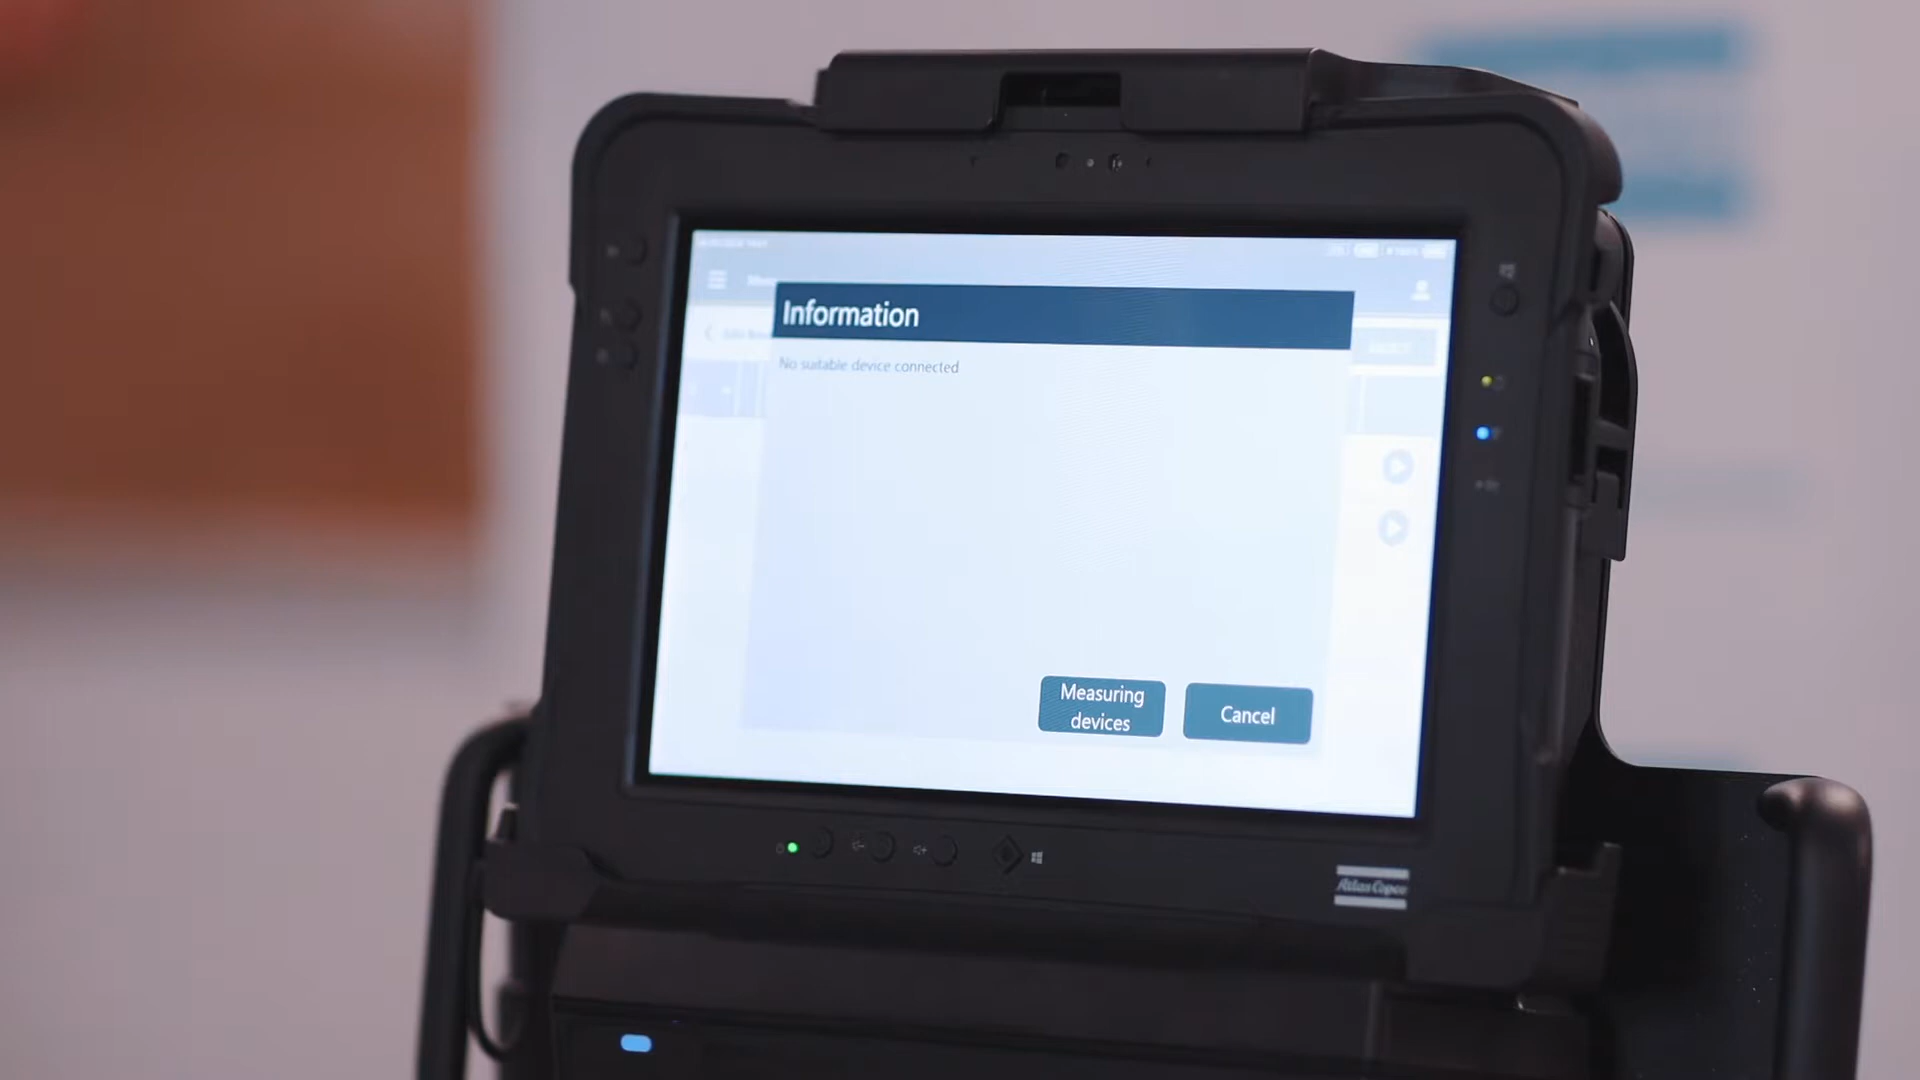 Information
No suitable device connected
Measuring
devices
Cancel
Atlas Copco